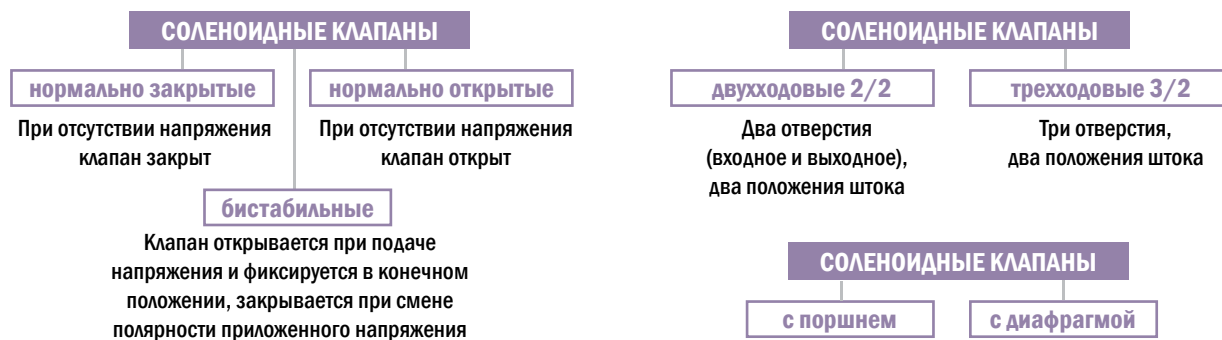 СОЛЕНОИДНЫЕ КЛАПАНЫ
нормально закрытые
При отсутствии напряжения
клапан закрыт
нормально открытые
При отсутствии напряжения
клапан открыт
бистабильные
Клапан открывается при подаче
напряжения и фиксируется в конечном
положении, закрывается при смене
полярности приложенного напряжения
СОЛЕНОИДНЫЕ КЛАПАНЫ
двухходовые 2/2
Два отверстия
(входное и выходное),
два положения штока
трехходовые 3/2
Три отверстия,
два положения штока
СОЛЕНОИДНЫЕ КЛАПАНЫ
с поршнем
с диафрагмой